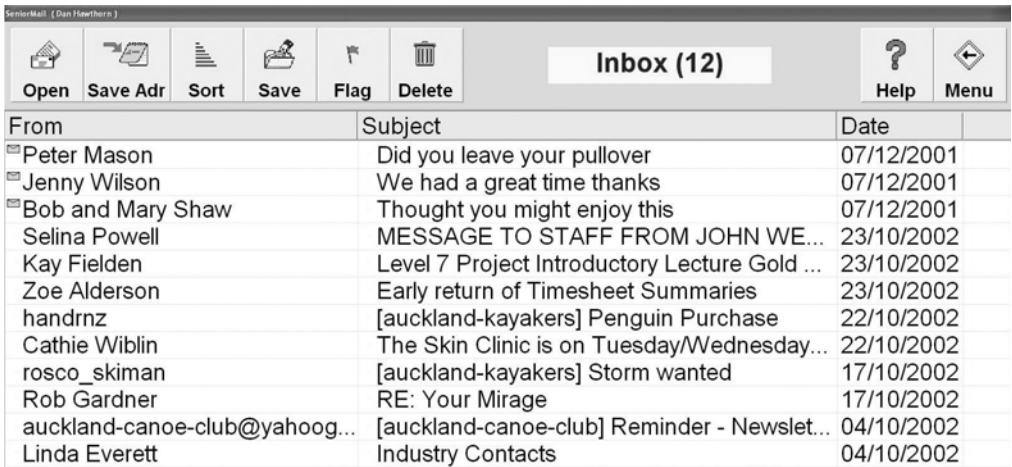 SeniorMail ( Dan Hawthorn )
Open Save Adr Sort Save Flag Delete Inbox (12) Help Menu
From Subject Date
Peter Mason Did you leave your pullover 07/12/2001
Jenny Wilson We had a great time thanks 07/12/2001
Bob and Mary Shaw Thought you might enjoy this 07/12/2001
Selina Powell MESSAGE TO STAFF FROM JOHN WE... 23/10/2002
Kay Fielden Level 7 Project Introductory Lecture Gold ... 23/10/2002
Zoe Alderson Early return of Timesheet Summaries 23/10/2002
handrnz [auckland-kayakers] Penguin Purchase 22/10/2002
Cathie Wiblin The Skin Clinic is on Tuesday/Wednesday... 22/10/2002
rosco_skiman [auckland-kayakers] Storm wanted 17/10/2002
Rob Gardner RE: Your Mirage 17/10/2002
auckland-canoe-club@yahoog... [auckland-canoe-club] Reminder - Newslet... 04/10/2002
Linda Everett Industry Contacts 04/10/2002